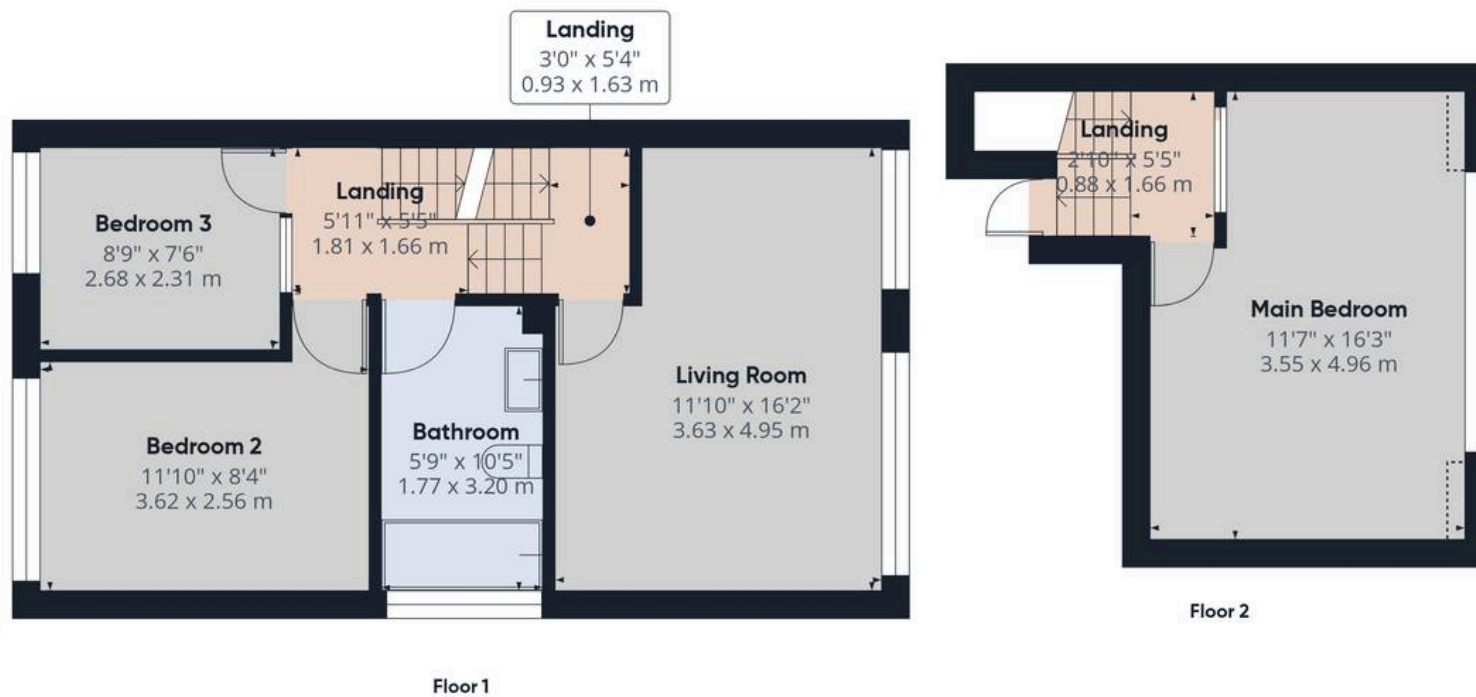 Landing
3'0" x 5'4"
0.93 x 1.63 m
Landing
5'11" x 5'5"
1.81 x 1.66 m
Bedroom 3
8'9" x 7'6"
2.68 x 2.31 m
Living Room
11'10" x 16'2"
3.63 x 4.95 m
Bathroom
5'9" x 10'5"
1.77 x 3.20 m
Bedroom 2
11'10" x 8'4"
3.62 x 2.56 m
Floor 1
Landing
2'10" x 5'5"
0.88 x 1.66 m
Main Bedroom
11'7" x 16'3"
3.55 x 4.96 m
Floor 2